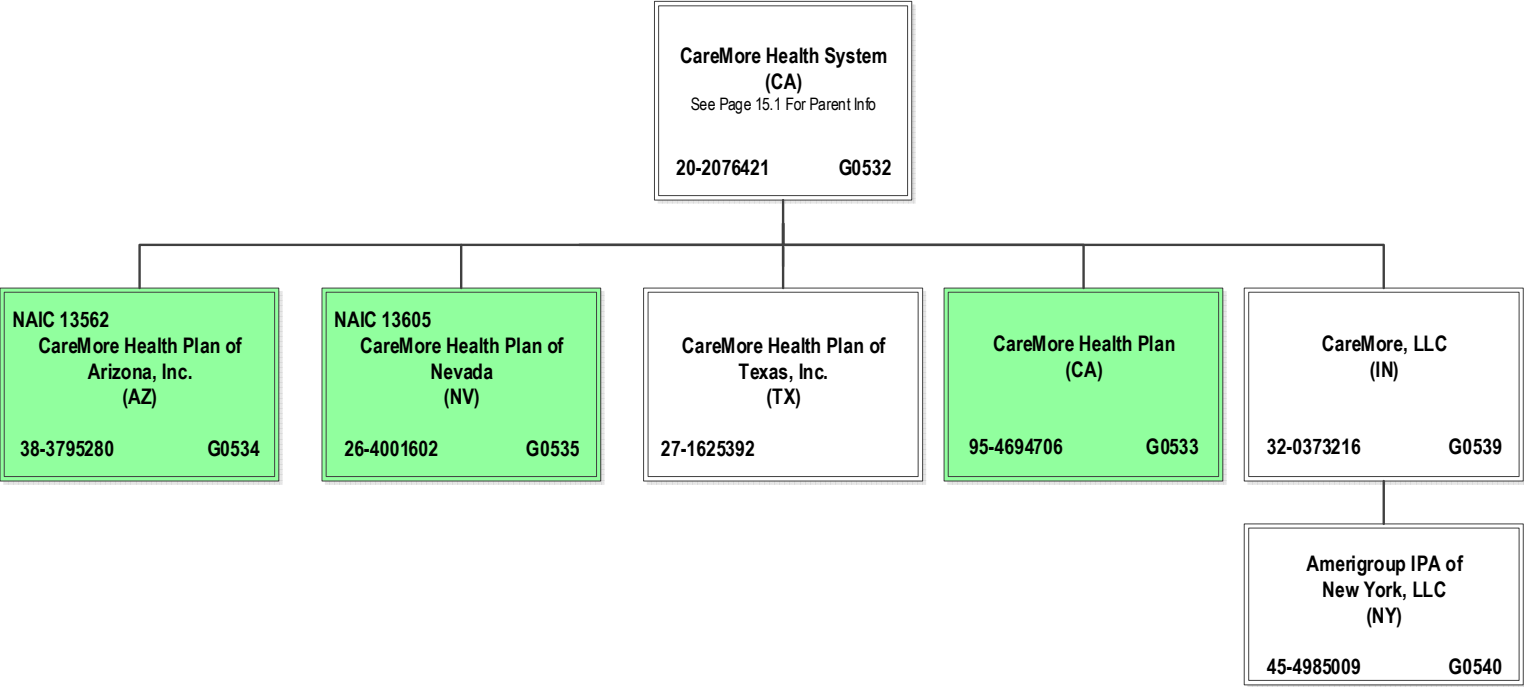 CareMore Health System
(CA)
See Page 15.1 For Parent Info
20-2076421 G0532
NAIC 13562
CareMore Health Plan of
Arizona, Inc.
(AZ)
38-3795280 G0534
NAIC 13605
CareMore Health Plan of
Nevada
(NV)
26-4001602 G0535
CareMore Health Plan of
Texas, Inc.
(TX)
27-1625392
CareMore Health Plan
(CA)
95-4694706 G0533
CareMore, LLC
(IN)
32-0373216 G0539
Amerigroup IPA of
New York, LLC
(NY)
45-4985009 G0540